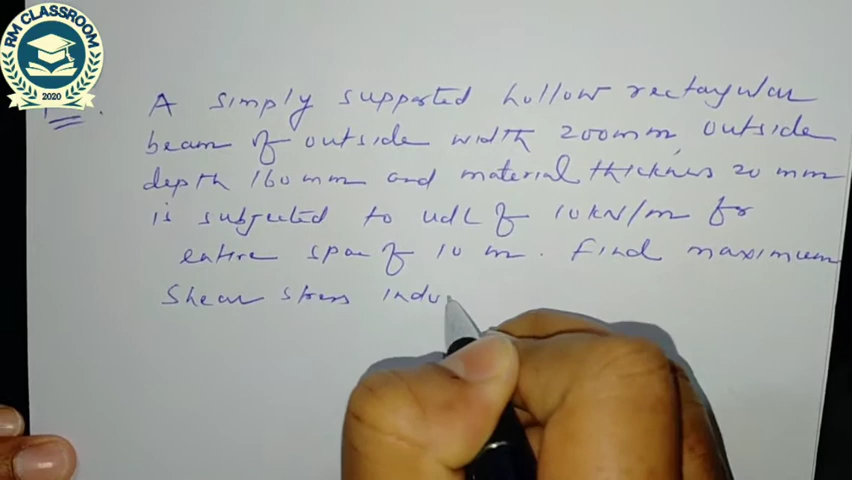 RM CLASSROOM
2020
A simply supported hollow rectangular
beam of outside width 200mm, outside
depth 160mm and material thickness 20 mm
is subjected to udl of 10kN/m for
entire span of 10 m. Find maximum
Shear stress indu